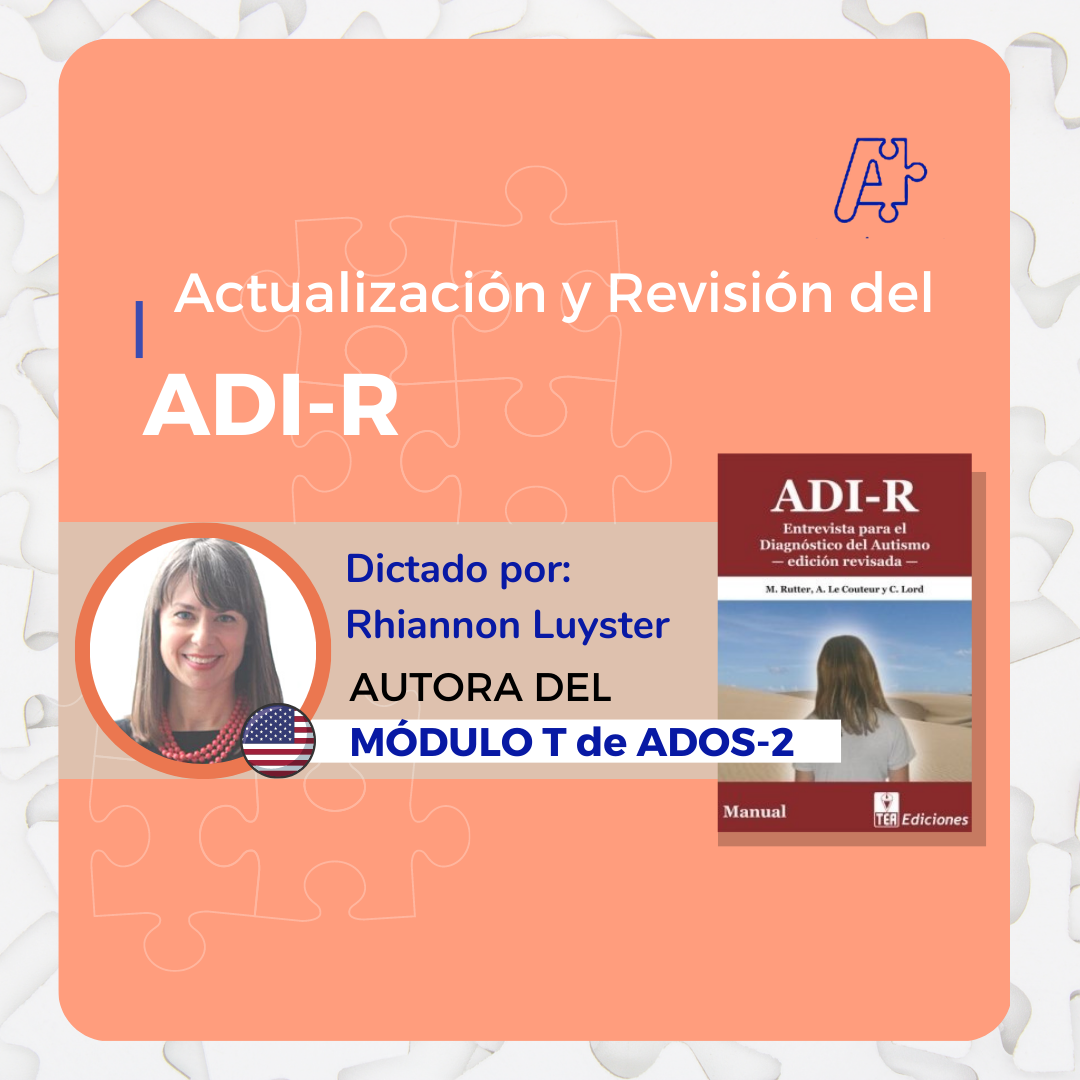 Actualización y Revisión del
ADI-R
Dictado por:
Rhiannon Luyster
AUTORA DEL
MÓDULO T de ADOS-2
ADI-R
Entrevista para el
Diagnóstico del Autismo
— edición revisada —
M. Rutter, A. Le Couteur y C. Lord
Manual
TEA Ediciones